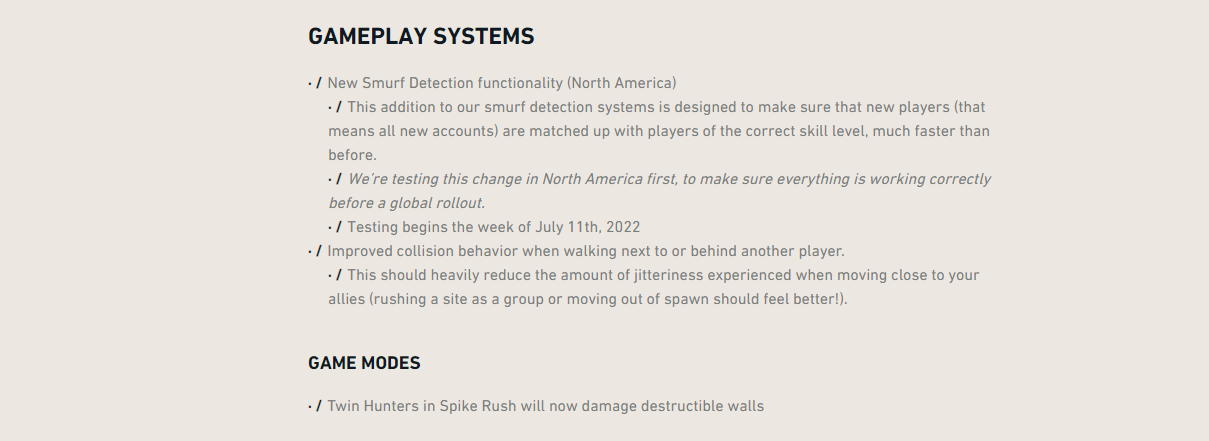 GAMEPLAY SYSTEMS
· / New Smurf Detection functionality (North America)
· / This addition to our smurf detection systems is designed to make sure that new players (that
means all new accounts) are matched up with players of the correct skill level, much faster than
before.
· / We're testing this change in North America first, to make sure everything is working correctly
before a global rollout.
· / Testing begins the week of July 11th, 2022
· / Improved collision behavior when walking next to or behind another player.
· / This should heavily reduce the amount of jitteriness experienced when moving close to your
allies (rushing a site as a group or moving out of spawn should feel better!).
GAME MODES
· / Twin Hunters in Spike Rush will now damage destructible walls